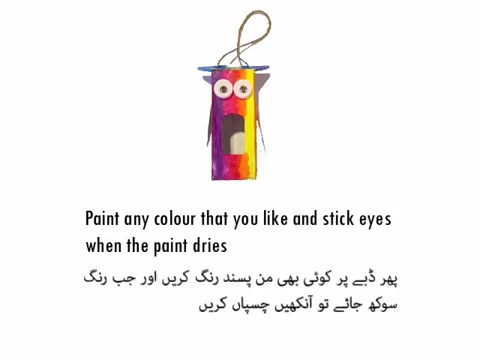 Paint any colour that you like and stick eyes
when the paint dries
پھر ڈبے پر کوئی بھی من پسند رنگ کریں اور جب رنگ
سوکھ جائے تو آنکھیں چسپاں کریں